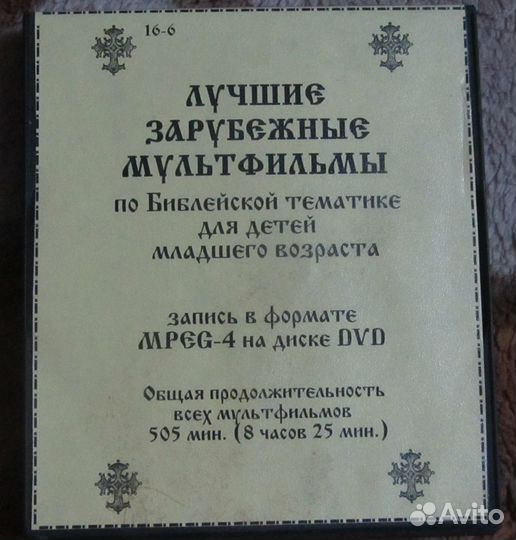 16-6
ЛУЧШИЕ
ЗАРУБЕЖНЫЕ
МУЛЬТФИЛЬМЫ
по Библейской тематике
для детей
младшего возраста
запись в формате
MPEG-4 на диске DVD
Общая продолжительность
всех мультфильмов
505 мин. (8 часов 25 мин.)
Avito